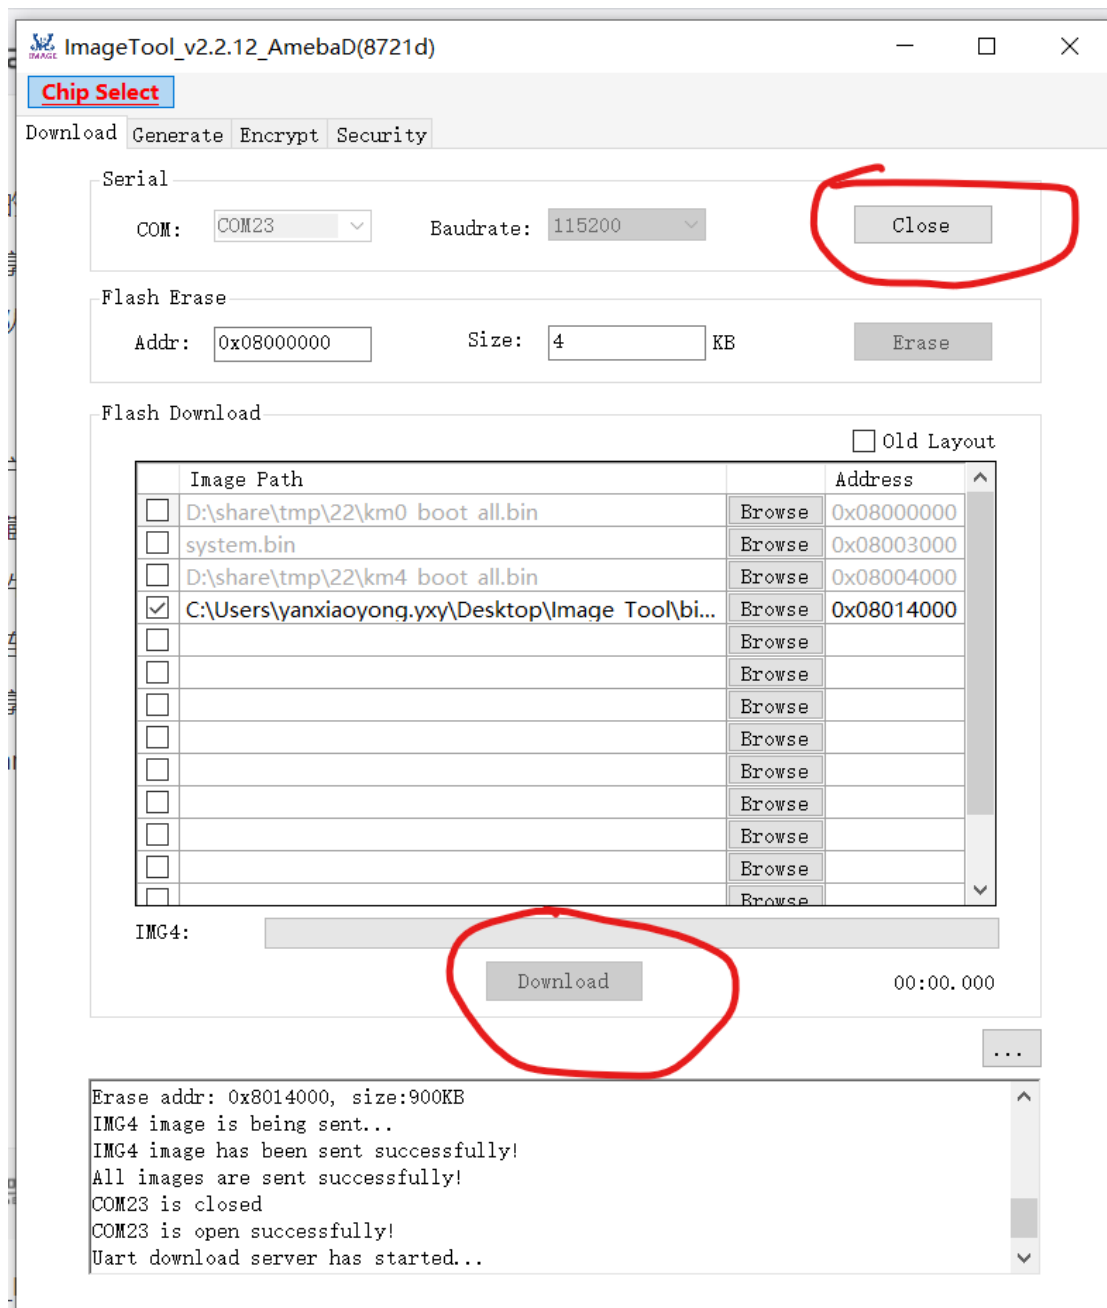 ImageTool_v2.2.12_AmebaD(8721d)
Chip Select
Download Generate Encrypt Security
Serial
COM: COM23 Baudrate: 115200 Close
Flash Erase
Addr: 0x08000000 Size: 4 KB Erase
Flash Download
Old Layout
Image Path Address
D:\share\tmp\22\km0_boot_all.bin Browse 0x08000000
system.bin Browse 0x08003000
D:\share\tmp\22\km4_boot_all.bin Browse 0x08004000
C:\Users\yanxiaoyong.yxy\Desktop\Image_Tool\bi... Browse 0x08014000
Browse
Browse
Browse
Browse
Browse
Browse
Browse
Browse
Browse
IMG4:
Download 00:00.000
...
Erase addr: 0x8014000, size:900KB
IMG4 image is being sent...
IMG4 image has been sent successfully!
All images are sent successfully!
COM23 is closed
COM23 is open successfully!
Uart download server has started...